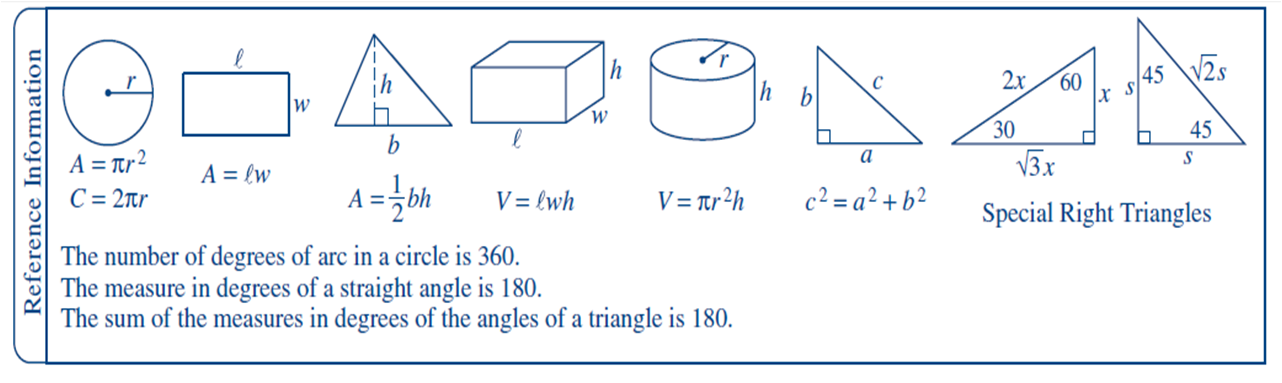 Reference Information
r
A = πr²
C = 2πr
ℓ
w
A = ℓw
h
b
A = 1/2 bh
h
w
ℓ
V = ℓwh
r
h
V = πr²h
b
c
a
c² = a² + b²
2x
60
x
30
√3x
s
45
√2s
45
s
Special Right Triangles
The number of degrees of arc in a circle is 360.
The measure in degrees of a straight angle is 180.
The sum of the measures in degrees of the angles of a triangle is 180.